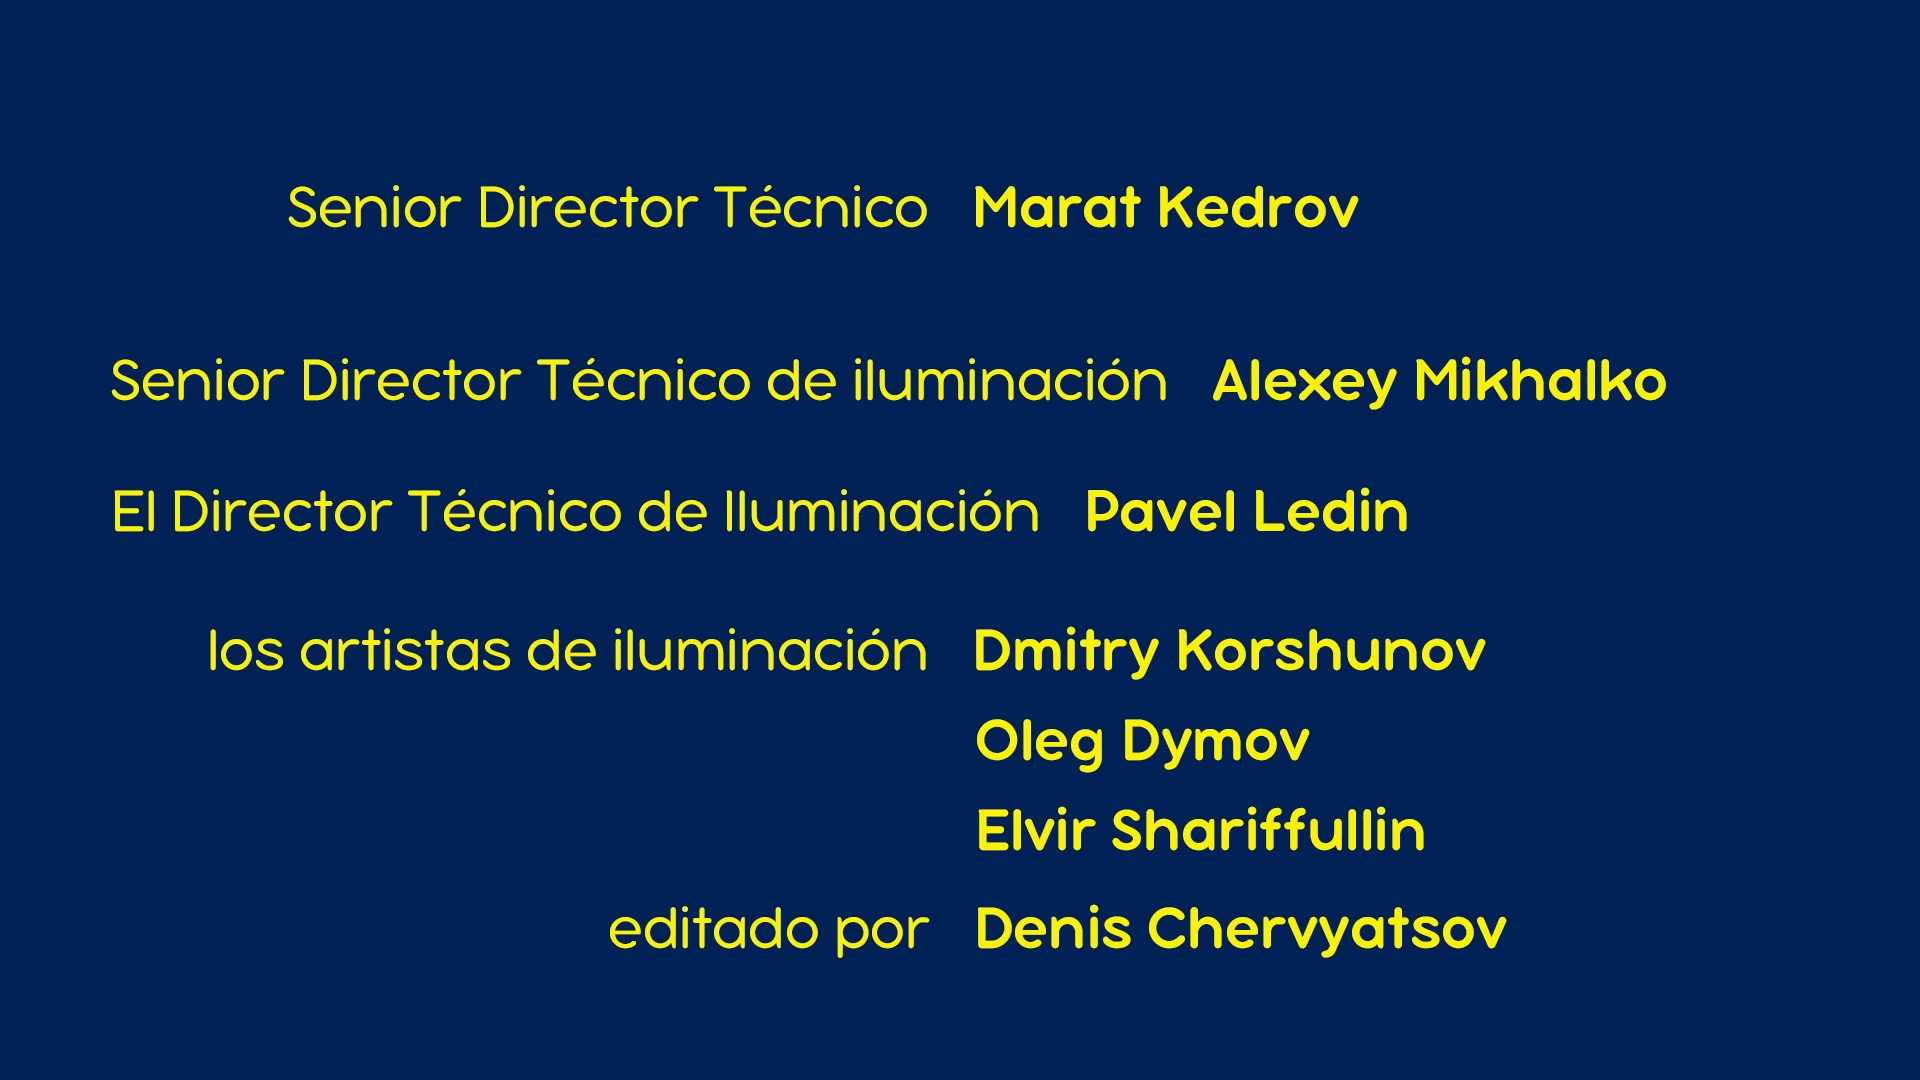 Senior Director Técnico Marat Kedrov
Senior Director Técnico de iluminación Alexey Mikhalko
El Director Técnico de Iluminación Pavel Ledin
los artistas de iluminación Dmitry Korshunov
Oleg Dymov
Elvir Shariffullin
editado por Denis Chervyatsov